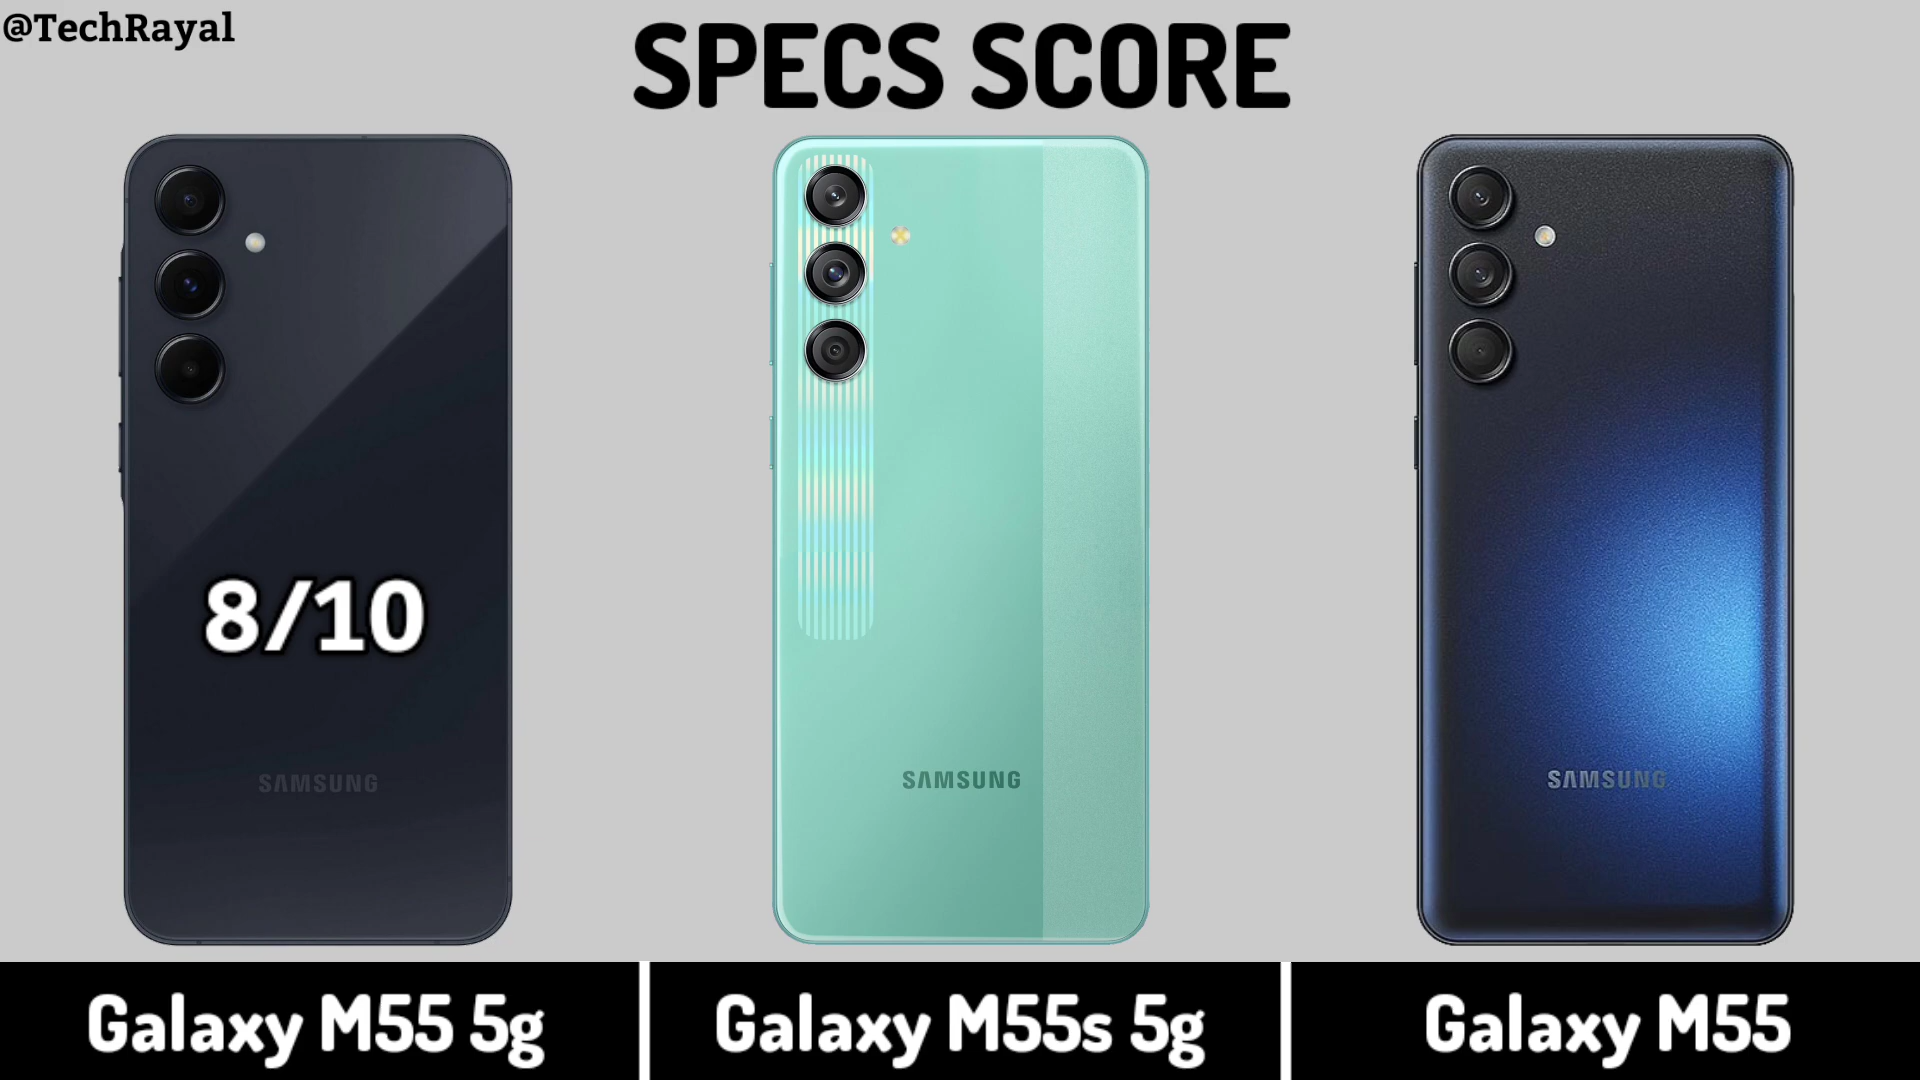 @TechRayal
SPECS SCORE
8/10
SAMSUNG
SAMSUNG
SAMSUNG
Galaxy M55 5g
Galaxy M55s 5g
Galaxy M55